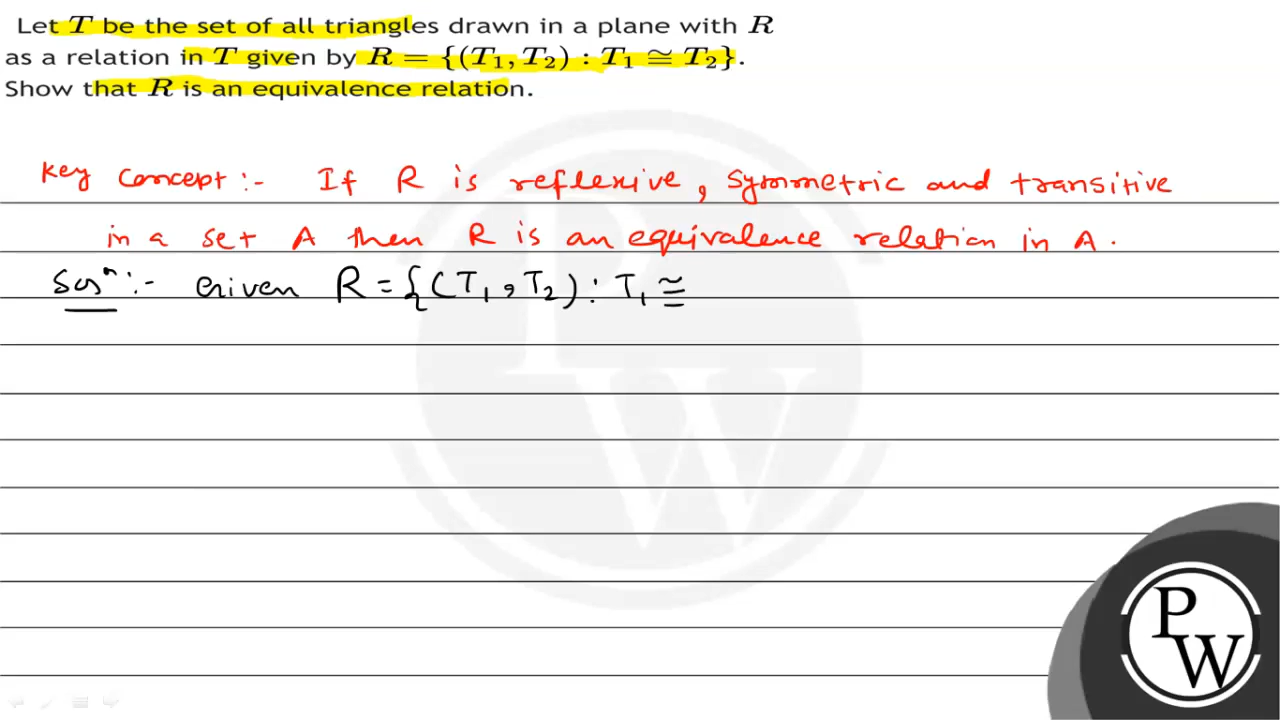 Let T be the set of all triangles drawn in a plane with R
as a relation in T given by R = {(T₁, T₂) : T₁ ≅ T₂}.
Show that R is an equivalence relation.
Key Concept :- If R is reflexive, symmetric and transitive
in a set A then R is an equivalence relation in A.
Solⁿ :- Given R = {(T₁, T₂) : T₁ ≅
P
W
P
W